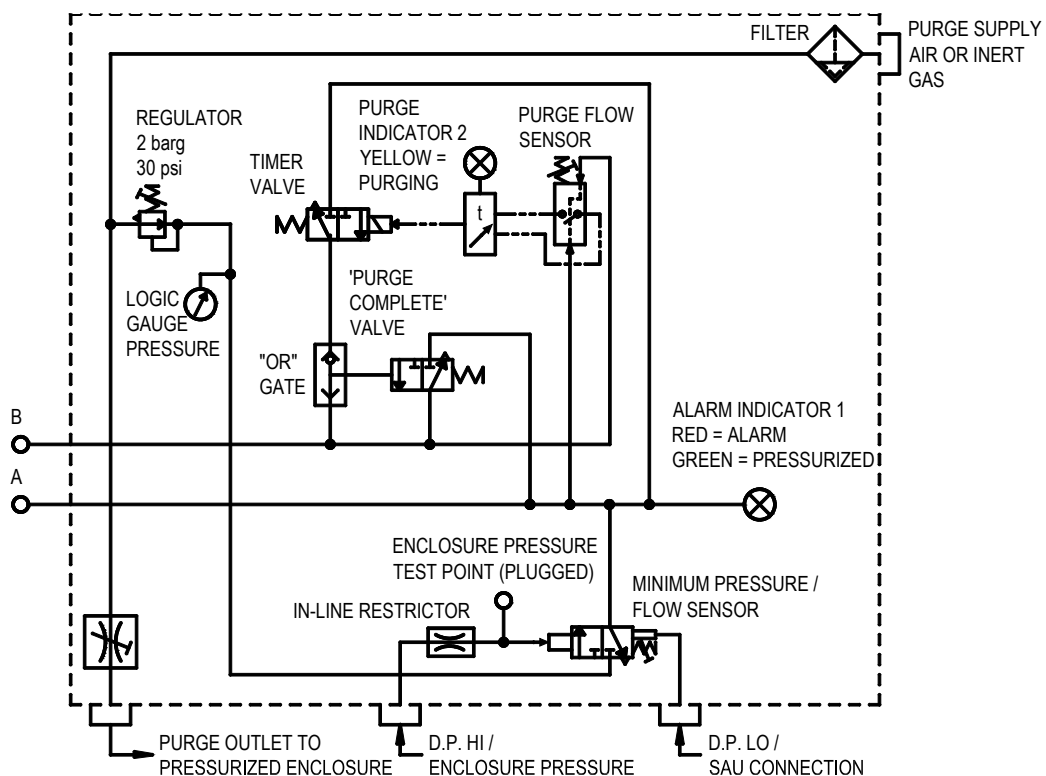 FILTER
PURGE SUPPLY
AIR OR INERT
GAS
REGULATOR
2 barg
30 psi
TIMER
VALVE
PURGE
INDICATOR 2
YELLOW =
PURGING
PURGE FLOW
SENSOR
t
LOGIC
GAUGE
PRESSURE
'PURGE
COMPLETE'
VALVE
"OR"
GATE
B
A
ALARM INDICATOR 1
RED = ALARM
GREEN = PRESSURIZED
ENCLOSURE PRESSURE
TEST POINT (PLUGGED)
IN-LINE RESTRICTOR
MINIMUM PRESSURE /
FLOW SENSOR
PURGE OUTLET TO
PRESSURIZED ENCLOSURE
D.P. HI /
ENCLOSURE PRESSURE
D.P. LO /
SAU CONNECTION